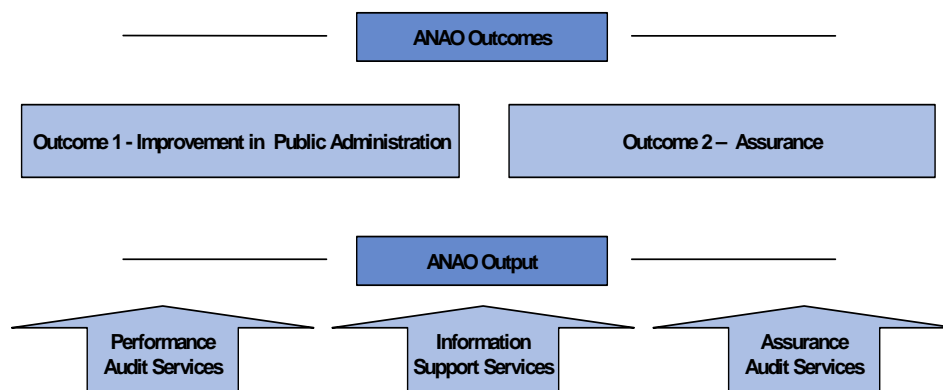 ANAO Outcomes
Outcome 1 - Improvement in Public Administration
Outcome 2 – Assurance
ANAO Output
Performance
Audit Services
Information
Support Services
Assurance
Audit Services